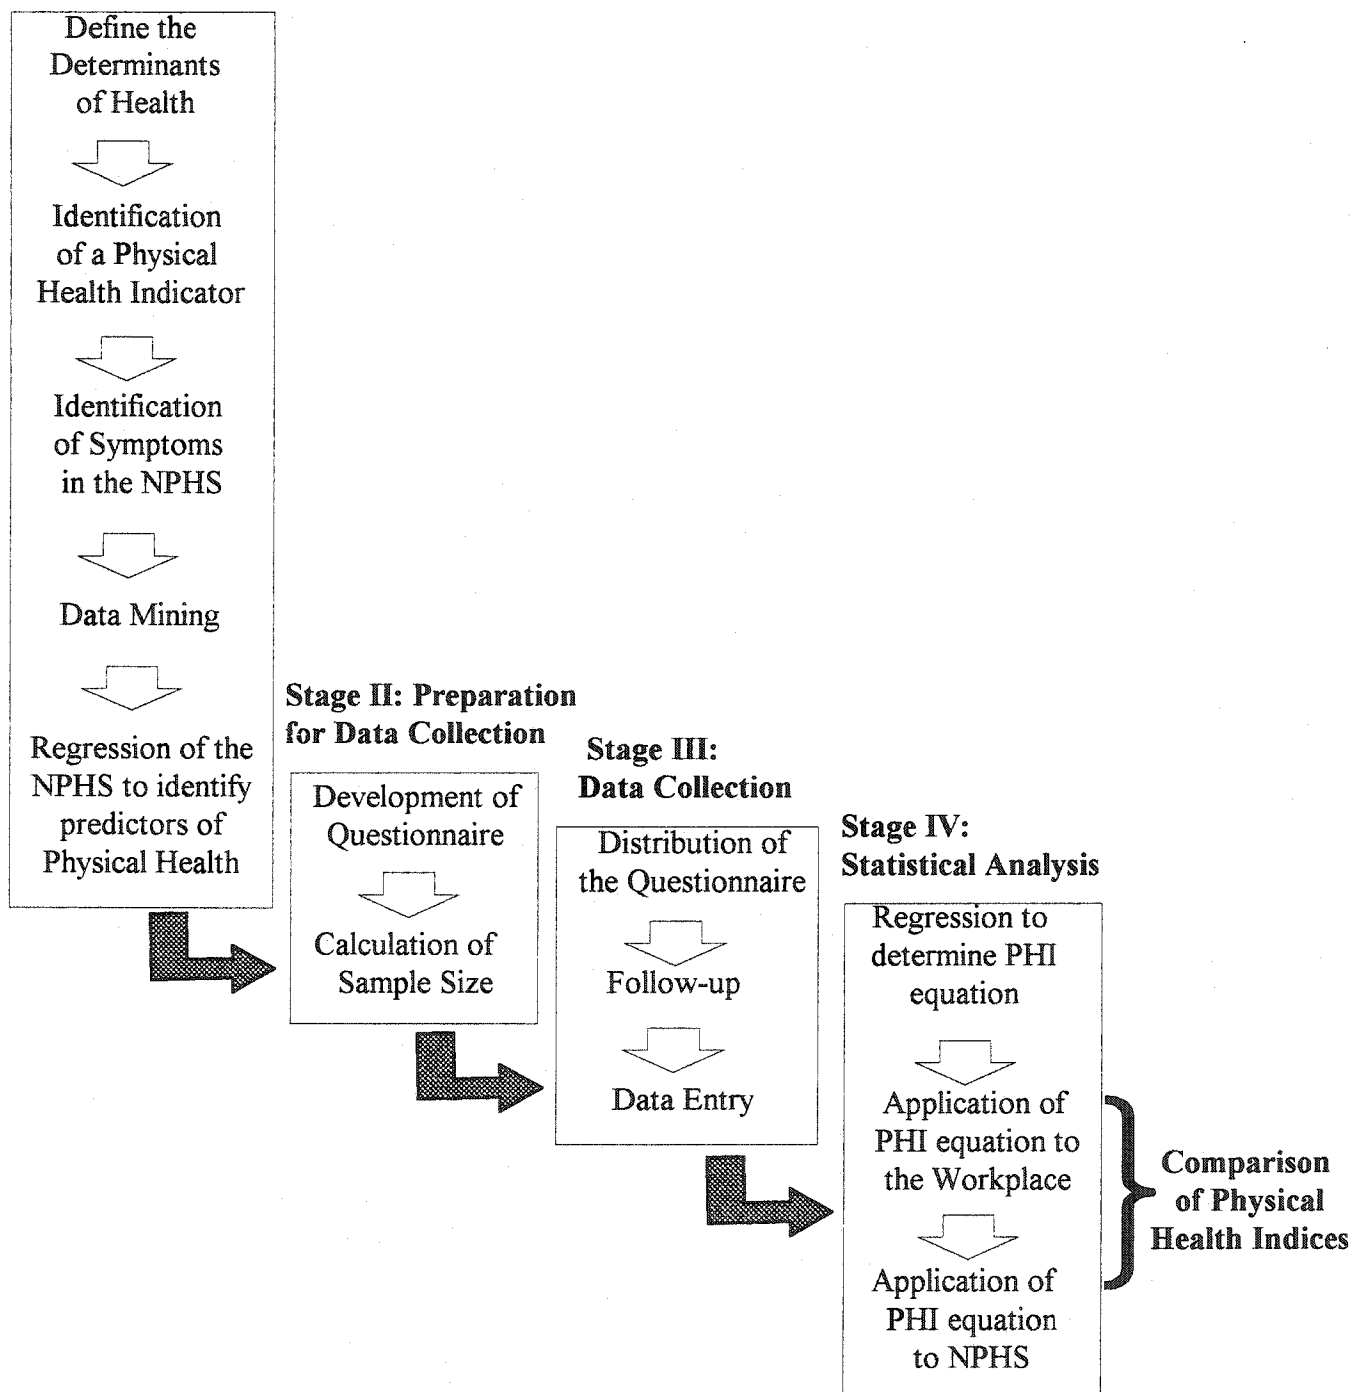 Define the
Determinants
of Health
Identification
of a Physical
Health Indicator
Identification
of Symptoms
in the NPHS
Data Mining
Regression of the
NPHS to identify
predictors of
Physical Health
Stage II: Preparation
for Data Collection
Development of
Questionnaire
Calculation of
Sample Size
Stage III:
Data Collection
Distribution of
the Questionnaire
Follow-up
Data Entry
Stage IV:
Statistical Analysis
Regression to
determine PHI
equation
Application of
PHI equation to
the Workplace
Application of
PHI equation
to NPHS
Comparison
of Physical
Health Indices